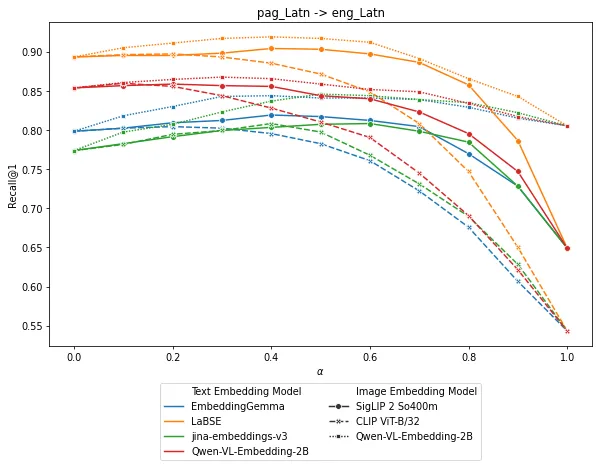 pag_Latn -> eng_Latn
Recall@1
0.90
0.85
0.80
0.75
0.70
0.65
0.60
0.55
0.0 0.2 0.4 0.6 0.8 1.0
α
Text Embedding Model Image Embedding Model
EmbeddingGemma SigLIP 2 So400m
LaBSE CLIP ViT-B/32
jina-embeddings-v3 Qwen-VL-Embedding-2B
Qwen-VL-Embedding-2B